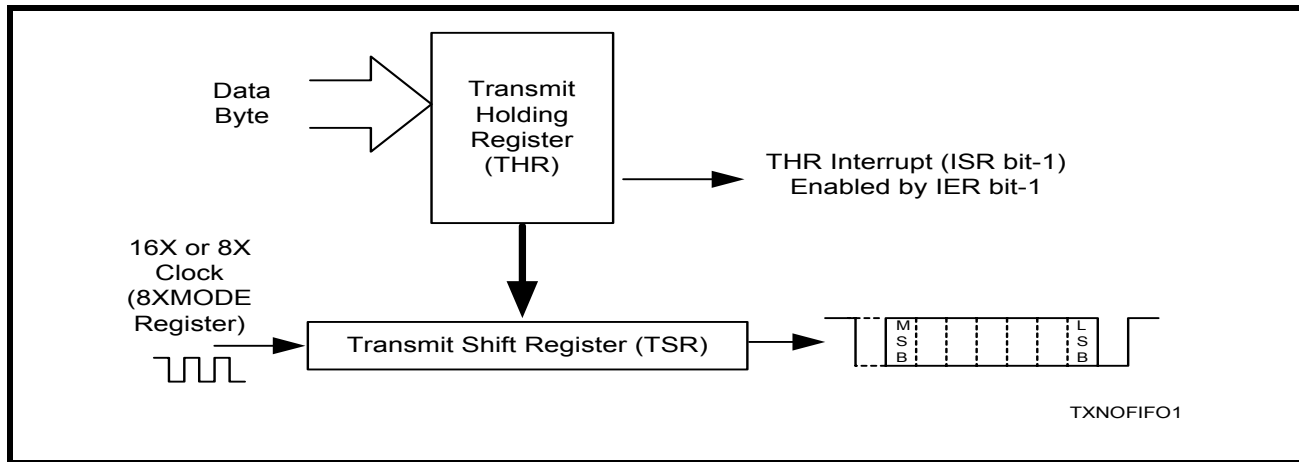 Data
Byte
Transmit
Holding
Register
(THR)
THR Interrupt (ISR bit-1)
Enabled by IER bit-1
16X or 8X
Clock
(8XMODE
Register)
Transmit Shift Register (TSR)
M
S
B
L
S
B
TXNOFIFO1